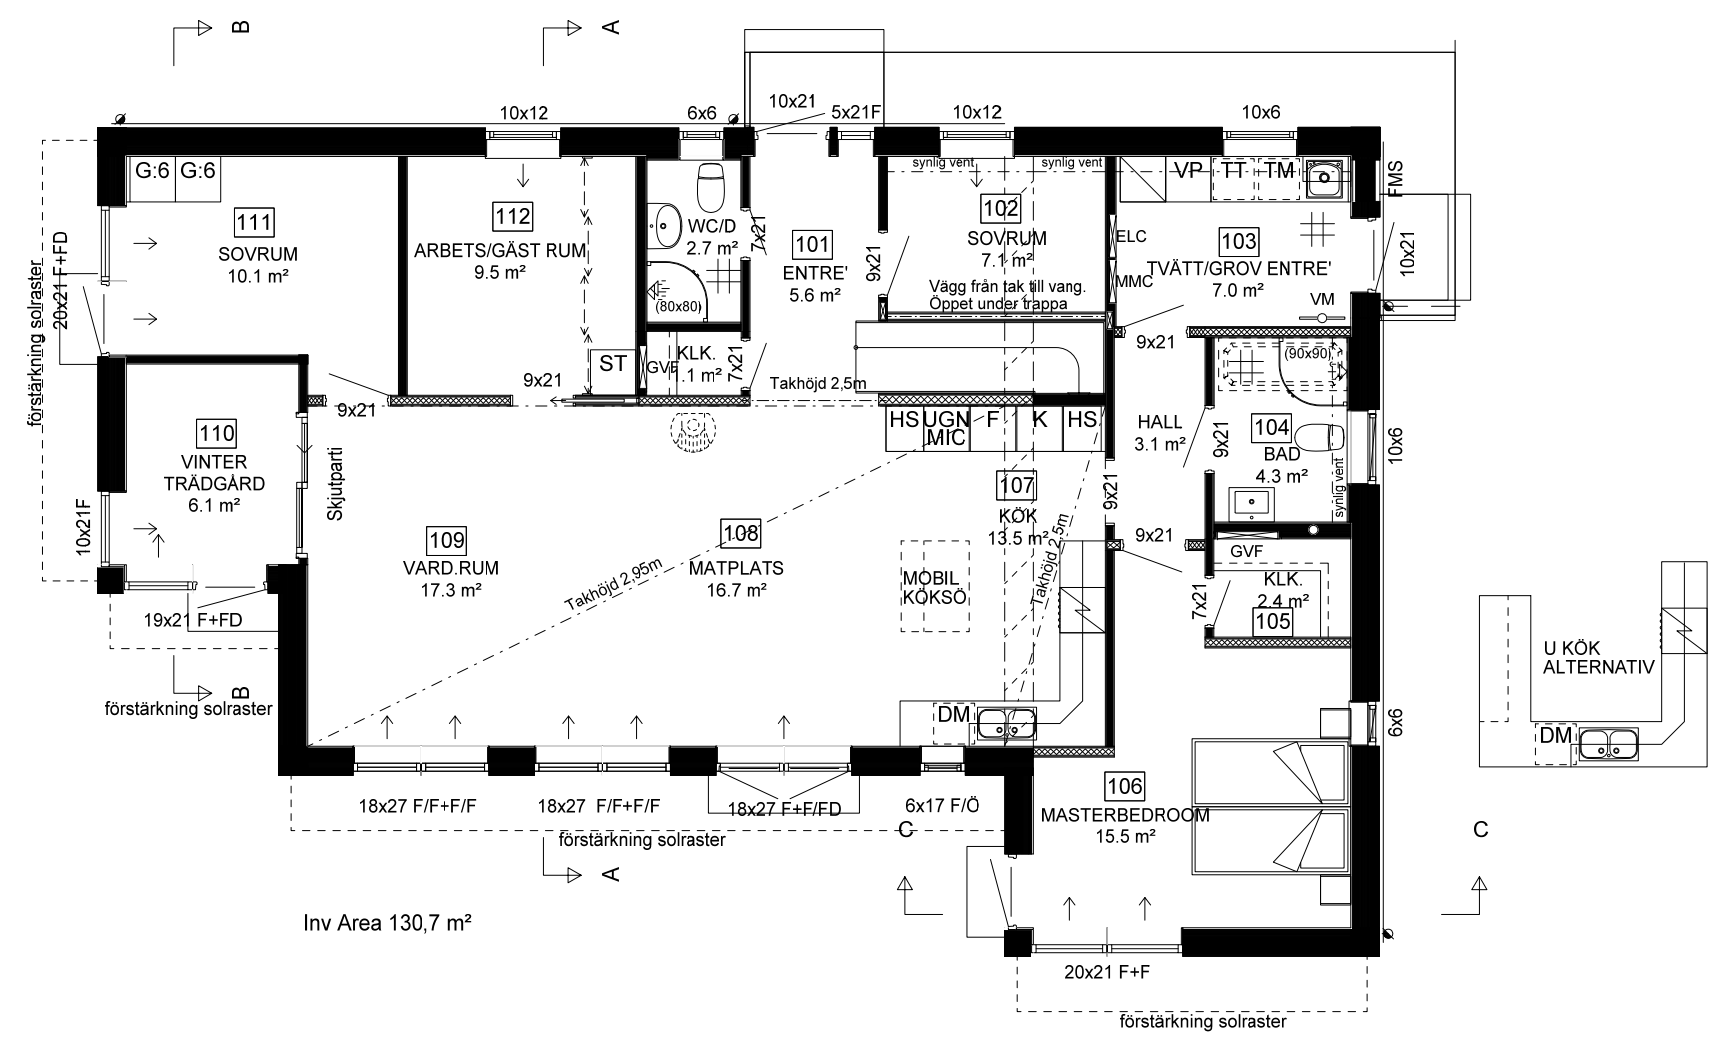 B
A
10x12
6x6
10x21
5x21F
10x12
10x6
synlig vent
synlig vent
FMS
G:6
G:6
111
SOVRUM
10.1 m²
112
ARBETS/GÄST RUM
9.5 m²
WC/D
2.7 m²
(80x80)
7x21
101
ENTRE'
5.6 m²
9x21
102
SOVRUM
7.1 m²
Vägg från tak till vang.
Öppet under trappa
VP
TT
TM
ELC
MMC
103
TVÄTT/GROV ENTRE'
7.0 m²
VM
10x21
20x21 F+FD
förstärkning solraster
ST
GVF
KLK.
1.1 m²
7x21
9x21
9x21
Takhöjd 2,5m
9x21
(90x90)
HS
UGN
MIC
F
K
HS
HALL
3.1 m²
9x21
104
BAD
4.3 m²
synlig vent
10x6
110
VINTER
TRÄDGÅRD
6.1 m²
Skjutparti
10x21F
109
VARD.RUM
17.3 m²
108
MATPLATS
16.7 m²
Takhöjd 2,95m
107
KÖK
13.5 m²
Takhöjd 2,5m
9x21
9x21
MOBIL
KÖKSÖ
GVF
KLK.
2.4 m²
105
7x21
19x21 F+FD
B
förstärkning solraster
DM
6x6
U KÖK
ALTERNATIV
DM
106
MASTERBEDROOM
15.5 m²
18x27 F/F+F/F
18x27 F/F+F/F
18x27 F+F/FD
6x17 F/Ö
förstärkning solraster
A
C
C
Inv Area 130,7 m²
20x21 F+F
förstärkning solraster